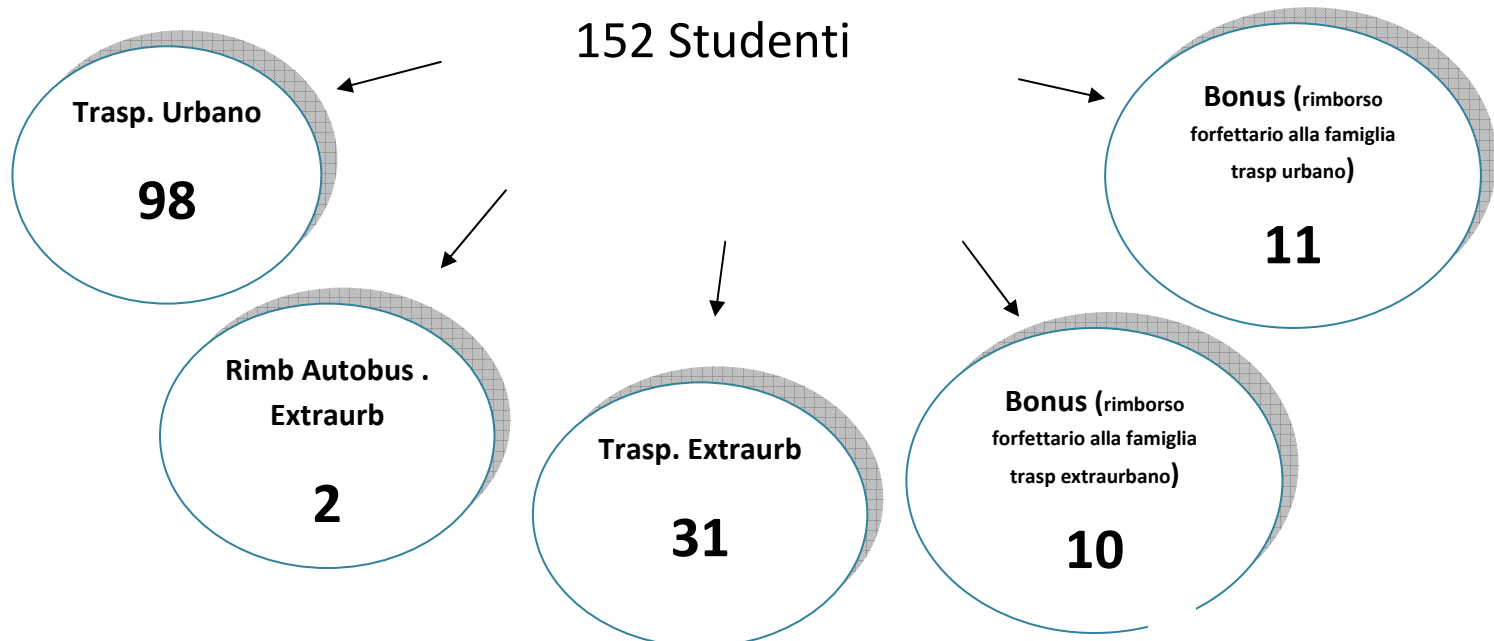 152 Studenti
Trasp. Urbano
98
Rimb Autobus .
Extraurb
2
Trasp. Extraurb
31
Bonus (rimborso
forfettario alla famiglia
trasp extraurbano)
10
Bonus (rimborso
forfettario alla famiglia
trasp urbano)
11